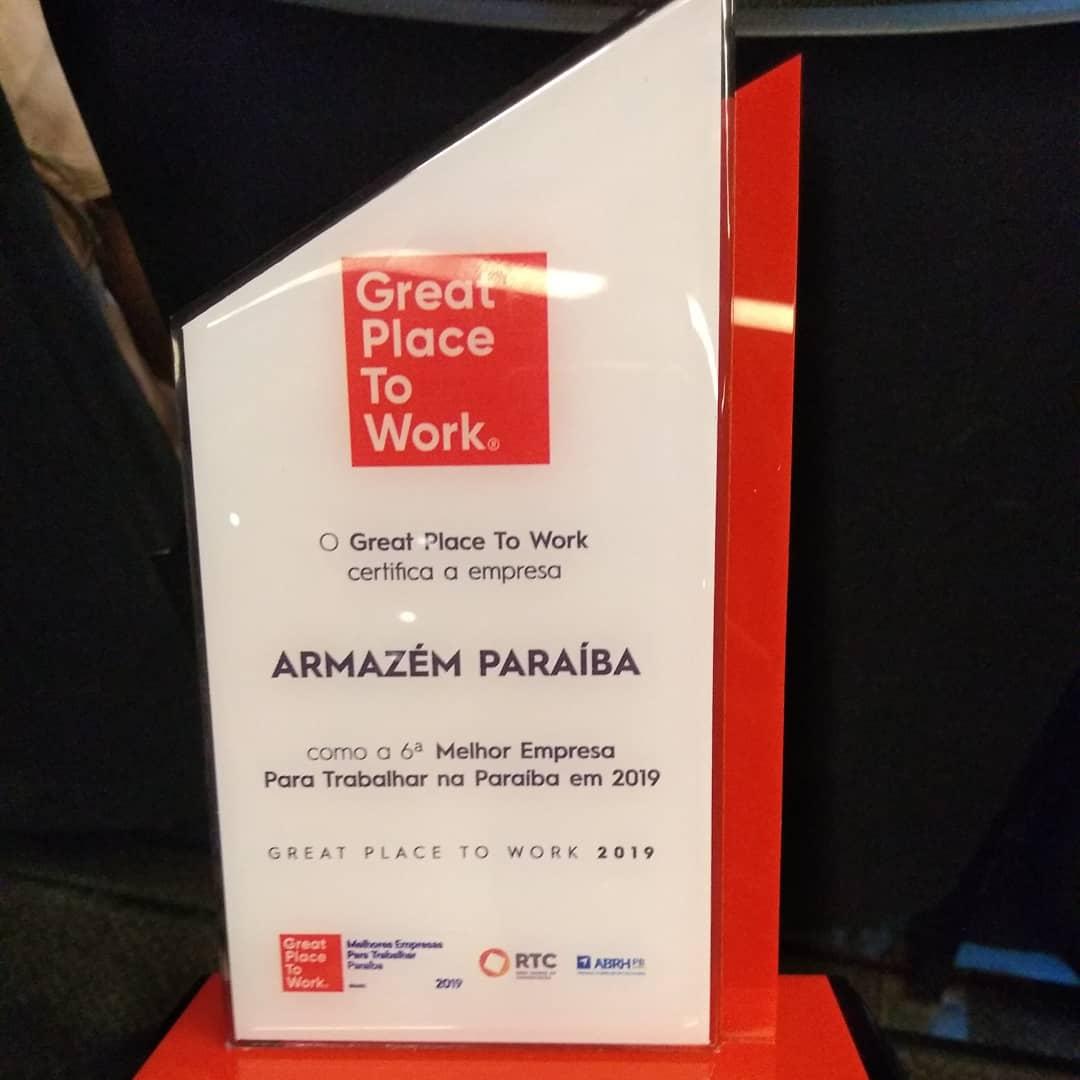 Great
Place
To
Work®
O Great Place To Work
certifica a empresa
ARMAZÉM PARAÍBA
como a 6ª Melhor Empresa
Para Trabalhar na Paraíba em 2019
GREAT PLACE TO WORK 2019
Great
Place
To
Work.
Melhores Empresas
Para Trabalhar
Paraíba
2019
RTC
ABRH PB